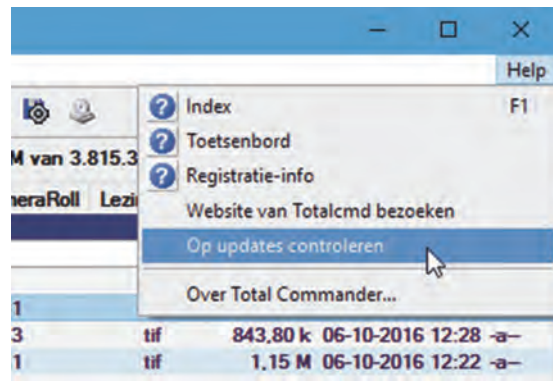 Help
Index F1
Toetsenbord
M van 3.815.3
Registratie-info
neraRoll Lezin
Website van Totalcmd bezoeken
Op updates controleren
Over Total Commander...
1
3 tif 843,80 k 06-10-2016 12:28 -a--
1 tif 1,15 M 06-10-2016 12:22 -a--